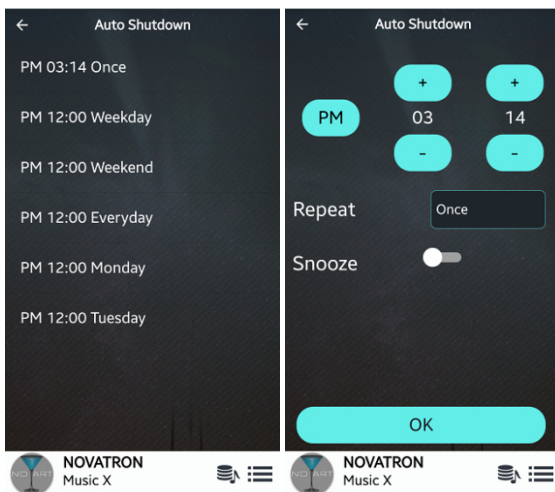 Auto Shutdown
PM 03:14 Once
PM 12:00 Weekday
PM 12:00 Weekend
PM 12:00 Everyday
PM 12:00 Monday
PM 12:00 Tuesday
NOVATRON
Music X
Auto Shutdown
+ +
PM 03 14
- -
Repeat Once
Snooze
OK
NOVATRON
Music X